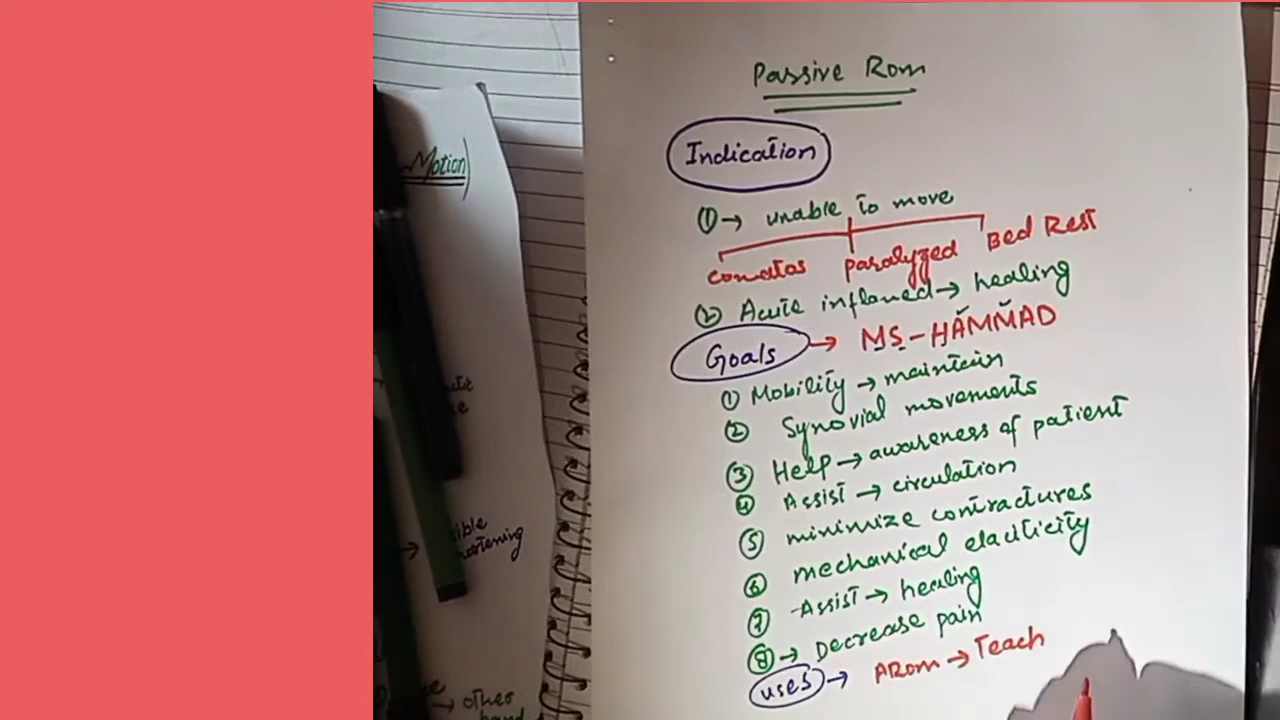 Passive Rom
Indication
① → unable to move
comatos paralyzed Bed Rest
② Acute inflamed → healing
Goals → MS-HAMMAD
① Mobility → maintain
② Synovial movements
③ Help → awareness of patient
④ Assist → circulation
⑤ minimize contractures
⑥ mechanical elaciticity
⑦ Assist → healing
⑧ → Decrease pain
uses → ARom → Teach
Motion)
→ other
hand